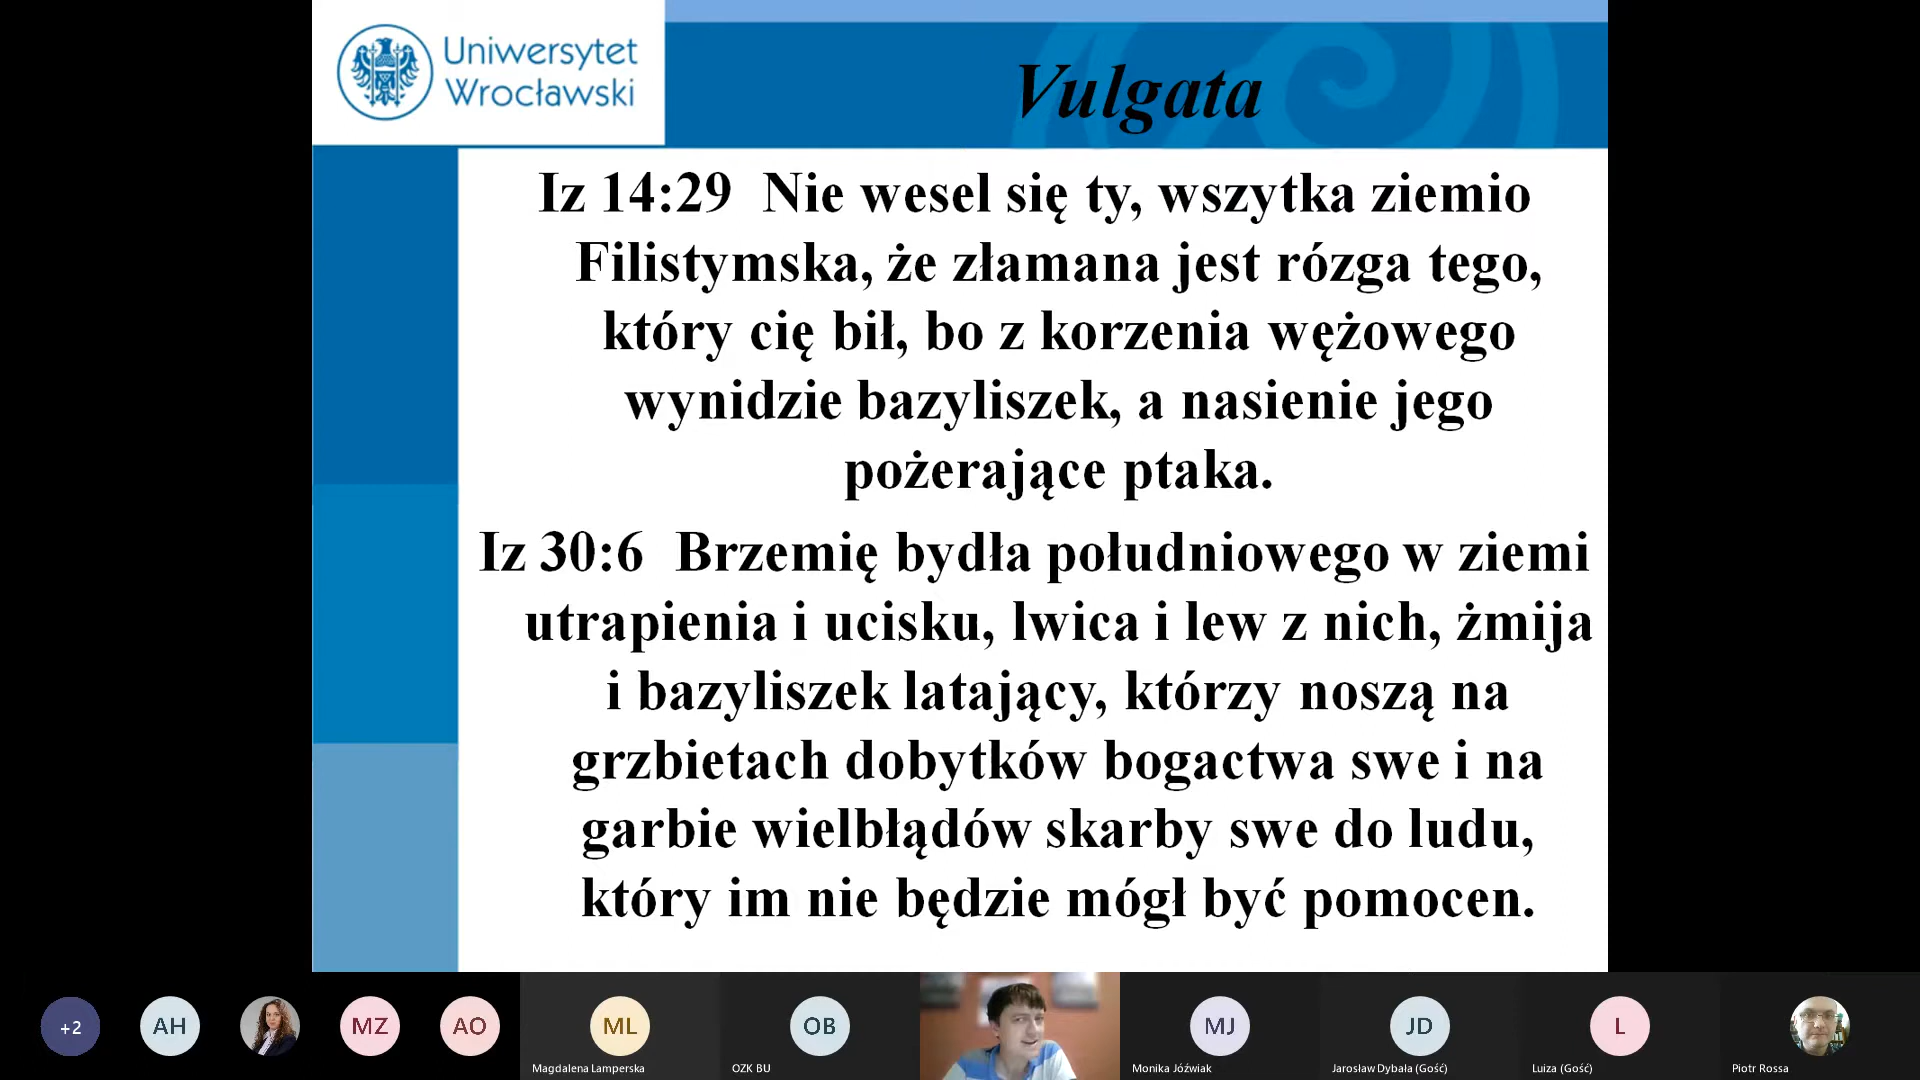 Uniwersytet
Wrocławski
Vulgata
Iz 14:29 Nie wesel się ty, wszytka ziemio
Filistymska, że złamana jest rózga tego,
który cię bił, bo z korzenia wężowego
wynidzie bazyliszek, a nasienie jego
pożerające ptaka.
Iz 30:6 Brzemię bydła południowego w ziemi
utrapienia i ucisku, lwica i lew z nich, żmija
i bazyliszek latający, którzy noszą na
grzbietach dobytków bogactwa swe i na
garbie wielbłądów skarby swe do ludu,
który im nie będzie mógł być pomocen.
+2 AH MZ AO ML OB MJ JD L
Magdalena Lamperska OZK BU Monika Jóźwiak Jarosław Dybała (Gość) Luiza (Gość) Piotr Rossa